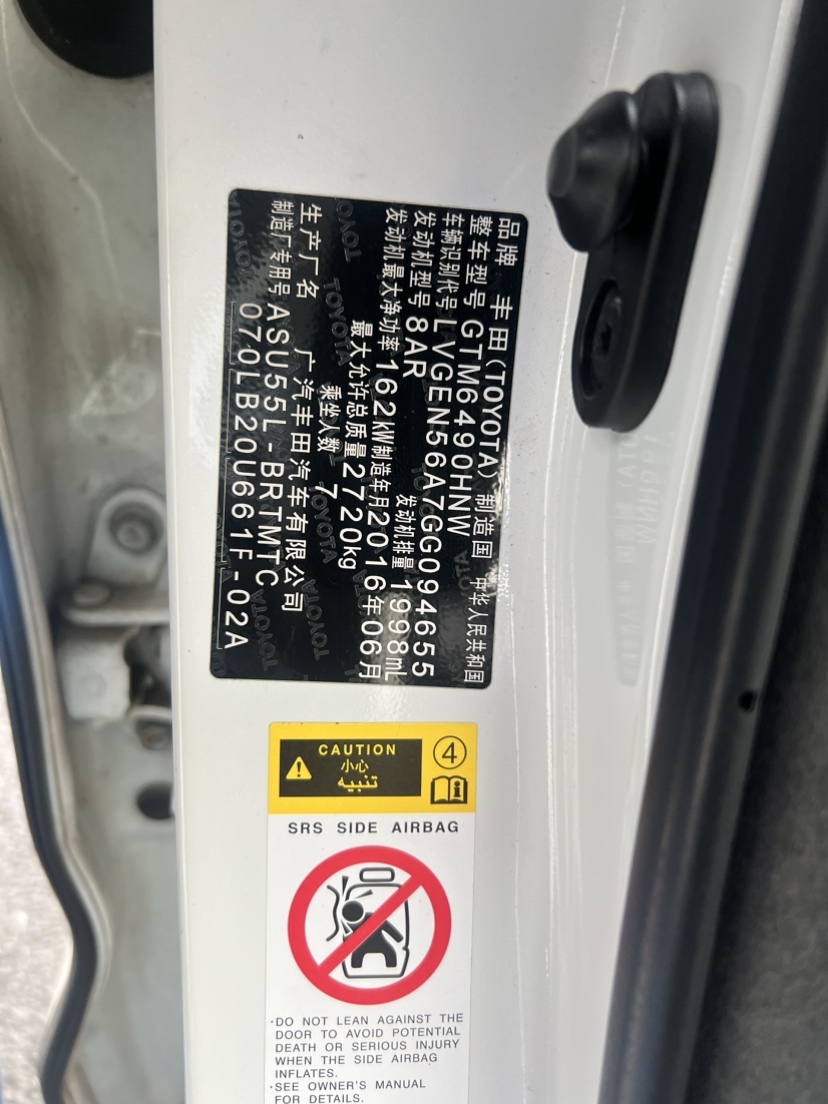 品牌 丰田(TOYOTA) 制造国 中华人民共和国
整车型号 GTM6490HNW
车辆识别代号 LVGEN56A7GG094655
发动机型号 8AR 发动机排量 1998mL
发动机最大净功率 162kW 制造年月 2016年06月
最大允许总质量 2720kg
乘坐人数 7
生产厂名 广汽丰田汽车有限公司
制造厂专用号 ASU55L-BRTMTC
070LB20U661F-02A
CAUTION
小心
تنبيه
4
SRS SIDE AIRBAG
·DO NOT LEAN AGAINST THE
DOOR TO AVOID POTENTIAL
DEATH OR SERIOUS INJURY
WHEN THE SIDE AIRBAG
INFLATES.
·SEE OWNER'S MANUAL
FOR DETAILS.